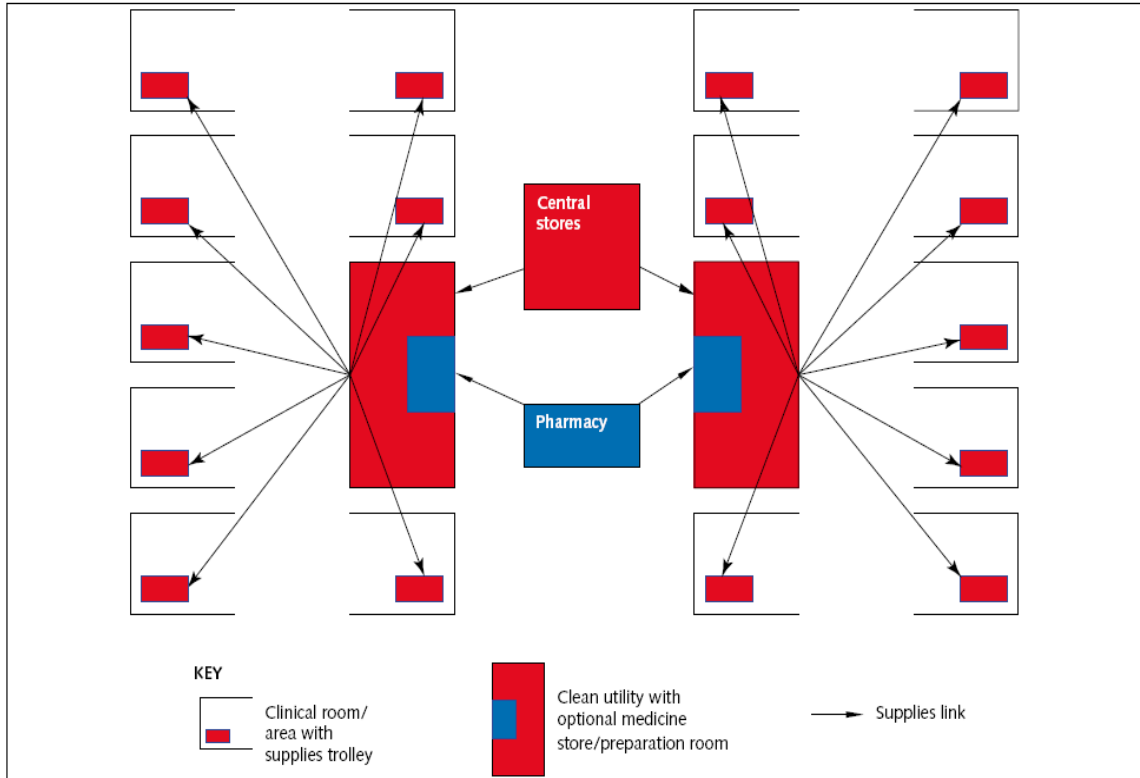 Central
stores
Pharmacy
KEY
Clinical room/
area with
supplies trolley
Clean utility with
optional medicine
store/preparation room
Supplies link